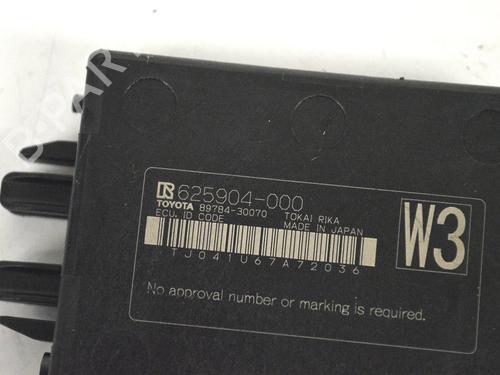 625904-000
TOYOTA 89784-30070 TOKAI RIKA
ECU, ID CODE MADE IN JAPAN
W3
TJ041U67A72036
No approval number or marking is required.
B-PARTS